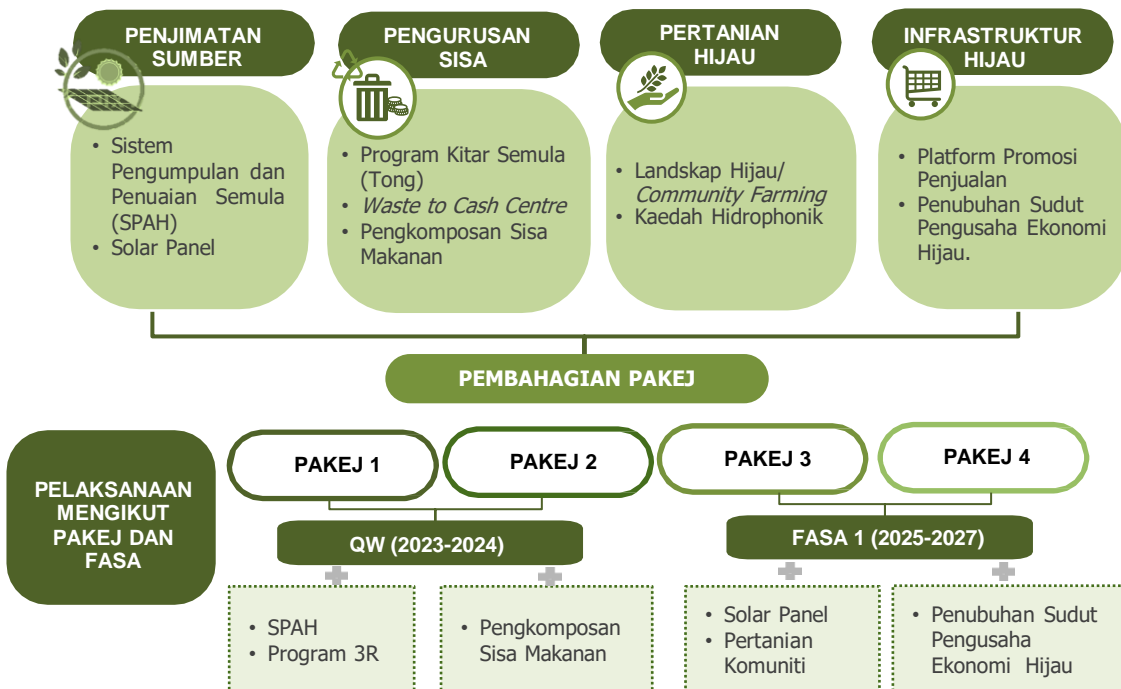 PENJIMATAN
SUMBER
• Sistem
Pengumpulan dan
Penuaian Semula
(SPAH)
• Solar Panel
PENGURUSAN
SISA
• Program Kitar Semula
(Tong)
• Waste to Cash Centre
• Pengkomposan Sisa
Makanan
PERTANIAN
HIJAU
• Landskap Hijau/
Community Farming
• Kaedah Hidrophonik
INFRASTRUKTUR
HIJAU
• Platform Promosi
Penjualan
• Penubuhan Sudut
Pengusaha Ekonomi
Hijau.
PEMBAHAGIAN PAKEJ
PELAKSANAAN
MENGIKUT
PAKEJ DAN
FASA
PAKEJ 1
PAKEJ 2
PAKEJ 3
PAKEJ 4
QW (2023-2024)
FASA 1 (2025-2027)
• SPAH
• Program 3R
• Pengkomposan
Sisa Makanan
• Solar Panel
• Pertanian
Komuniti
• Penubuhan Sudut
Pengusaha
Ekonomi Hijau